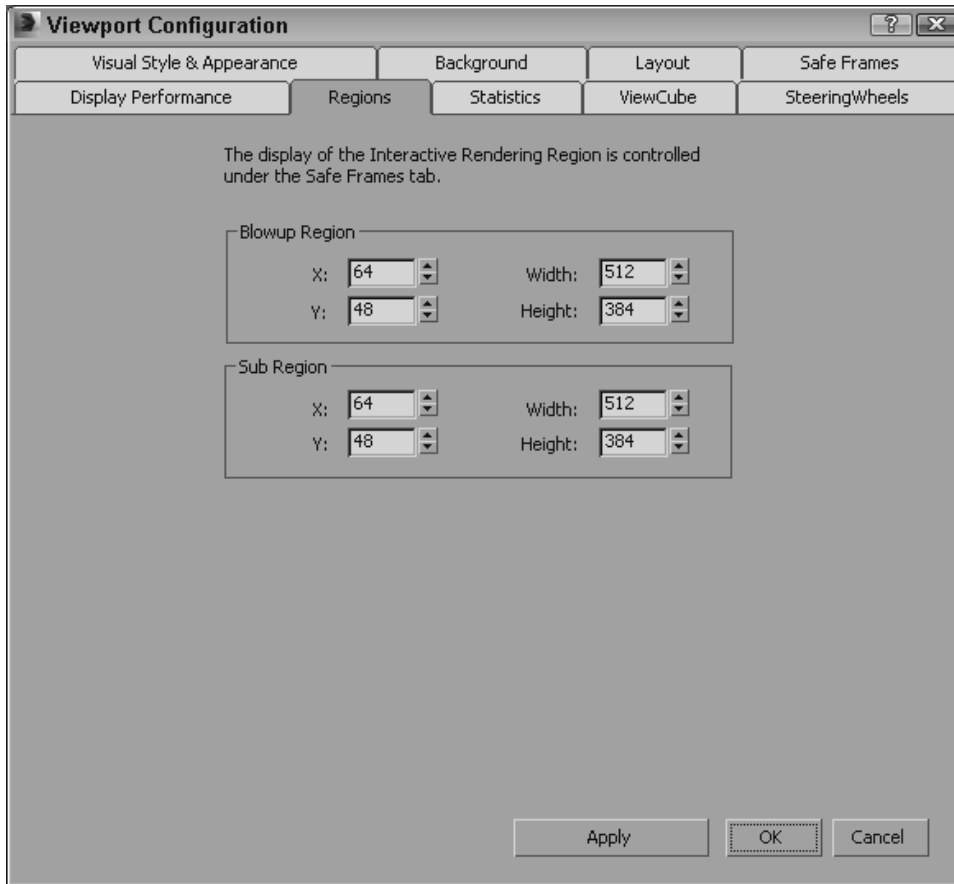 Viewport Configuration
Visual Style & Appearance Background Layout Safe Frames
Display Performance Regions Statistics ViewCube SteeringWheels
The display of the Interactive Rendering Region is controlled
under the Safe Frames tab.
Blowup Region
X: 64 Width: 512
Y: 48 Height: 384
Sub Region
X: 64 Width: 512
Y: 48 Height: 384
Apply OK Cancel